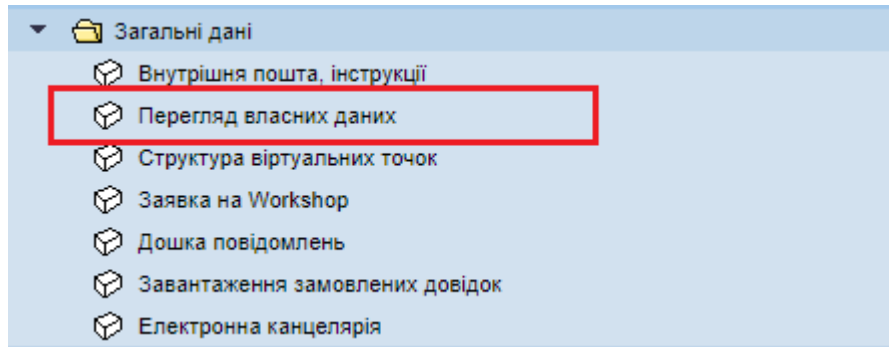 Загальні дані
Внутрішня пошта, інструкції
Перегляд власних даних
Структура віртуальних точок
Заявка на Workshop
Дошка повідомлень
Завантаження замовлених довідок
Електронна канцелярія